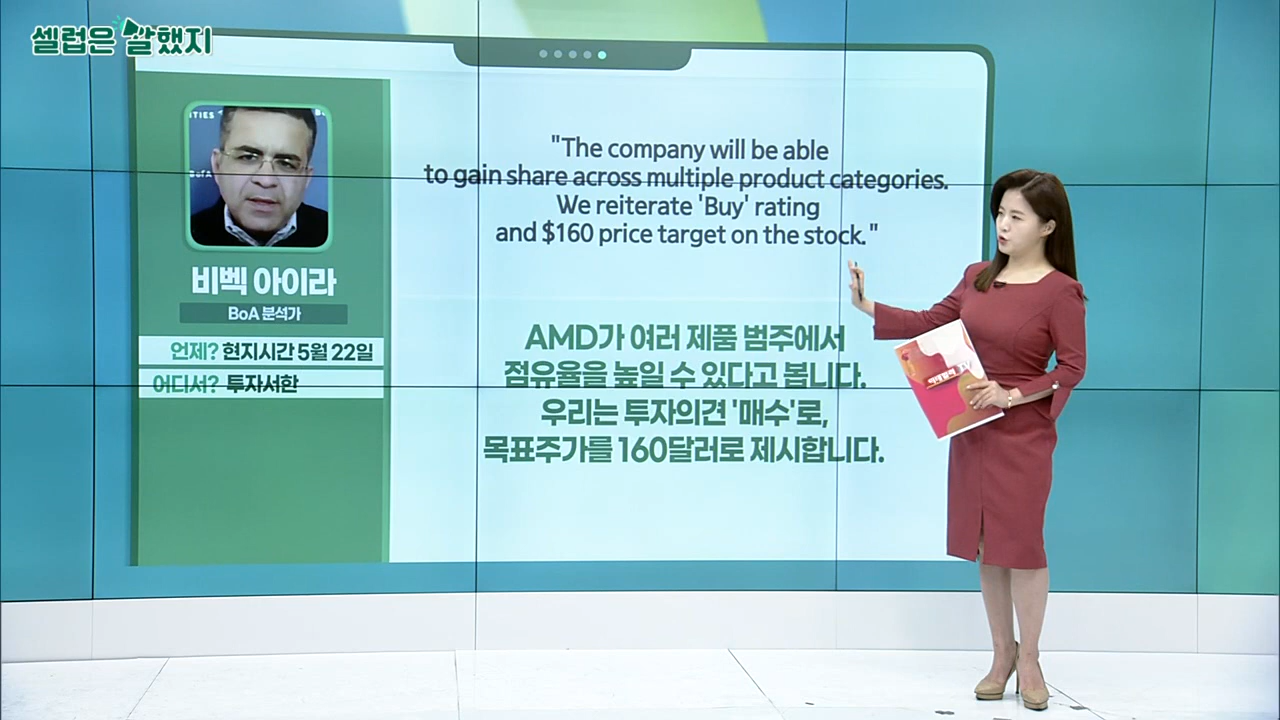 셀럽은 왈했지
ITIES
BofA
비벡 아이라
BoA 분석가
언제? 현지시간 5월 22일
어디서? 투자서한
"The company will be able
to gain share across multiple product categories.
We reiterate 'Buy' rating
and $160 price target on the stock."
AMD가 여러 제품 범주에서
점유율을 높일 수 있다고 봅니다.
우리는 투자의견 '매수'로,
목표주가를 160달러로 제시합니다.